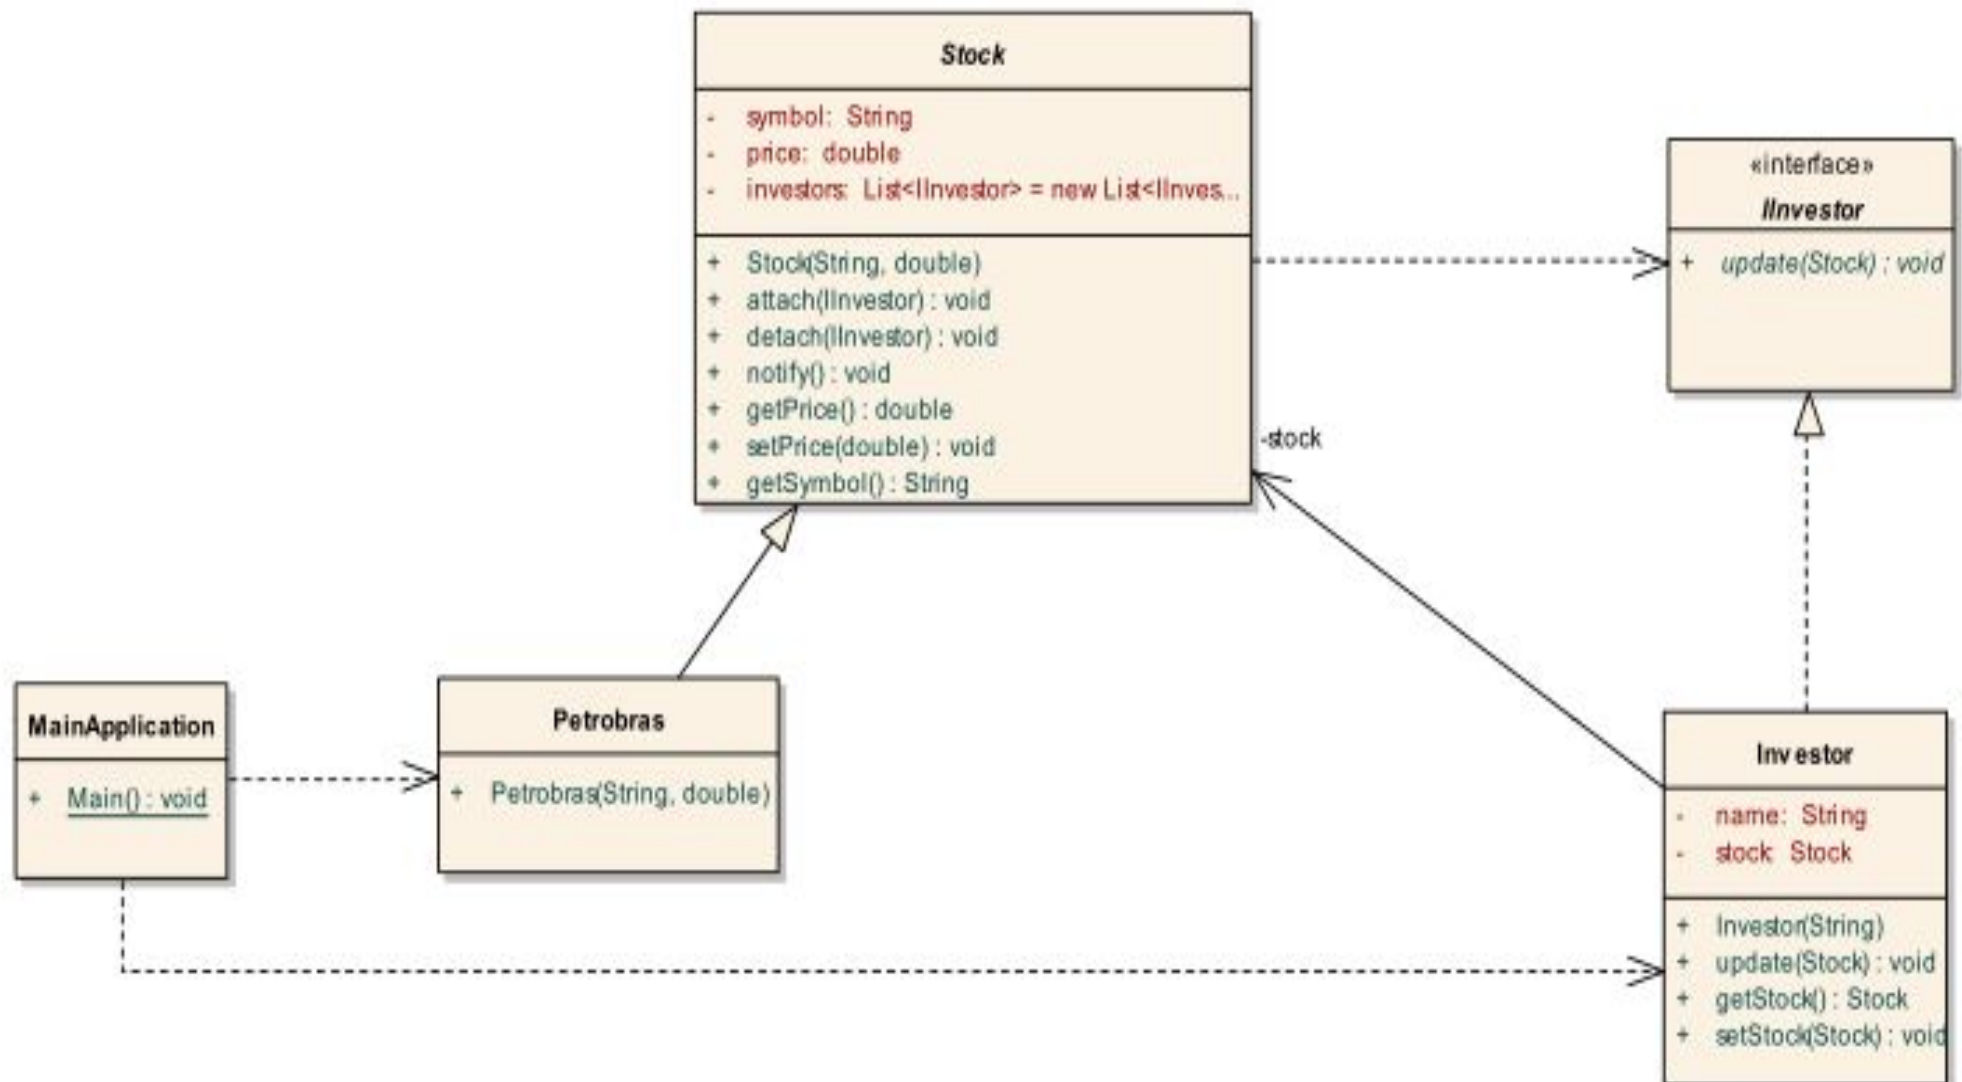 Stock
- symbol: String
- price: double
- investors: List<IInvestor> = new List<IInves...
+ Stock(String, double)
+ attach(IInvestor) : void
+ detach(IInvestor) : void
+ notify() : void
+ getPrice() : double
+ setPrice(double) : void
+ getSymbol() : String
«interface»
IInvestor
+ update(Stock) : void
-stock
MainApplication
+ Main() : void
Petrobras
+ Petrobras(String, double)
Investor
- name: String
- stock: Stock
+ Investor(String)
+ update(Stock) : void
+ getStock() : Stock
+ setStock(Stock) : void